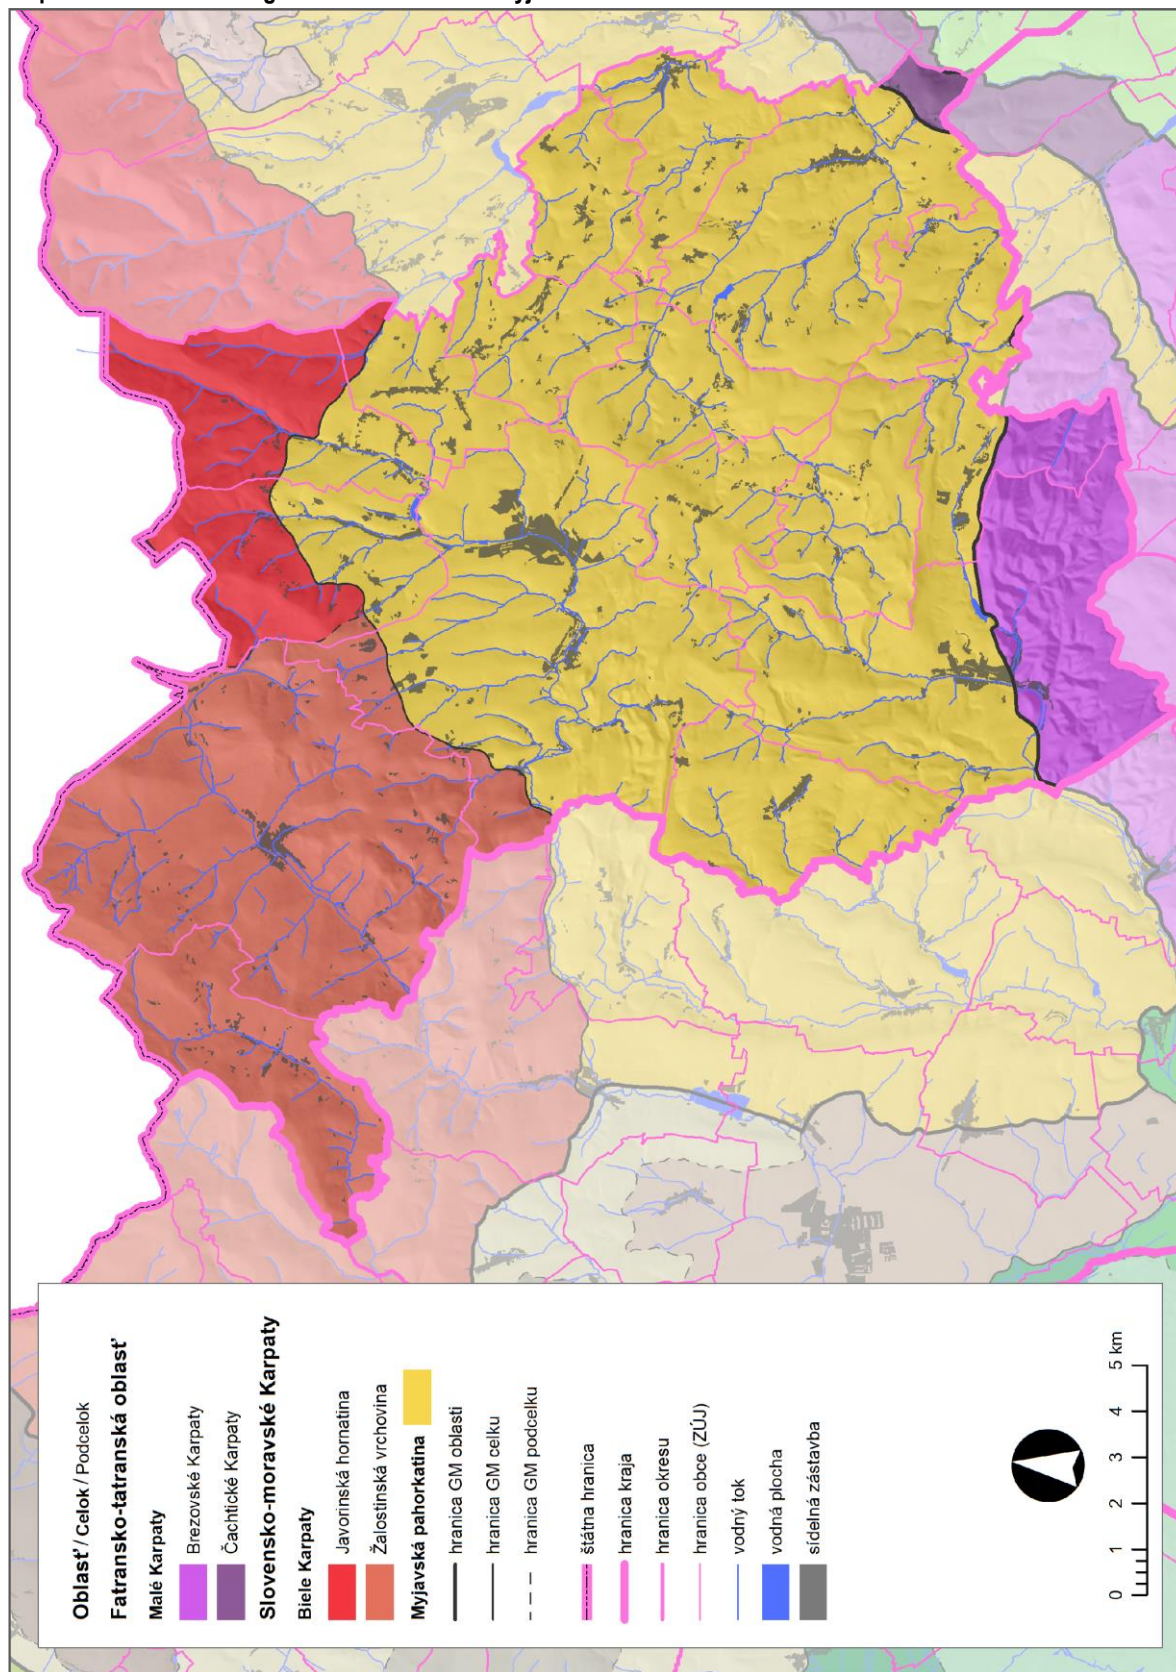 Oblasť / Celok / Podcelok
Fatransko-tatranská oblasť
Malé Karpaty
Brezovské Karpaty
Čachtické Karpaty
Slovensko-moravské Karpaty
Biele Karpaty
Javorinská hornatina
Žalostinská vrchovina
Myjavská pahorkatina
hranica GM oblasti
hranica GM celku
hranica GM podcelku
štátna hranica
hranica kraja
hranica okresu
hranica obce (ZÚJ)
vodný tok
vodná plocha
sídelná zástavba
0 1 2 3 4 5 km